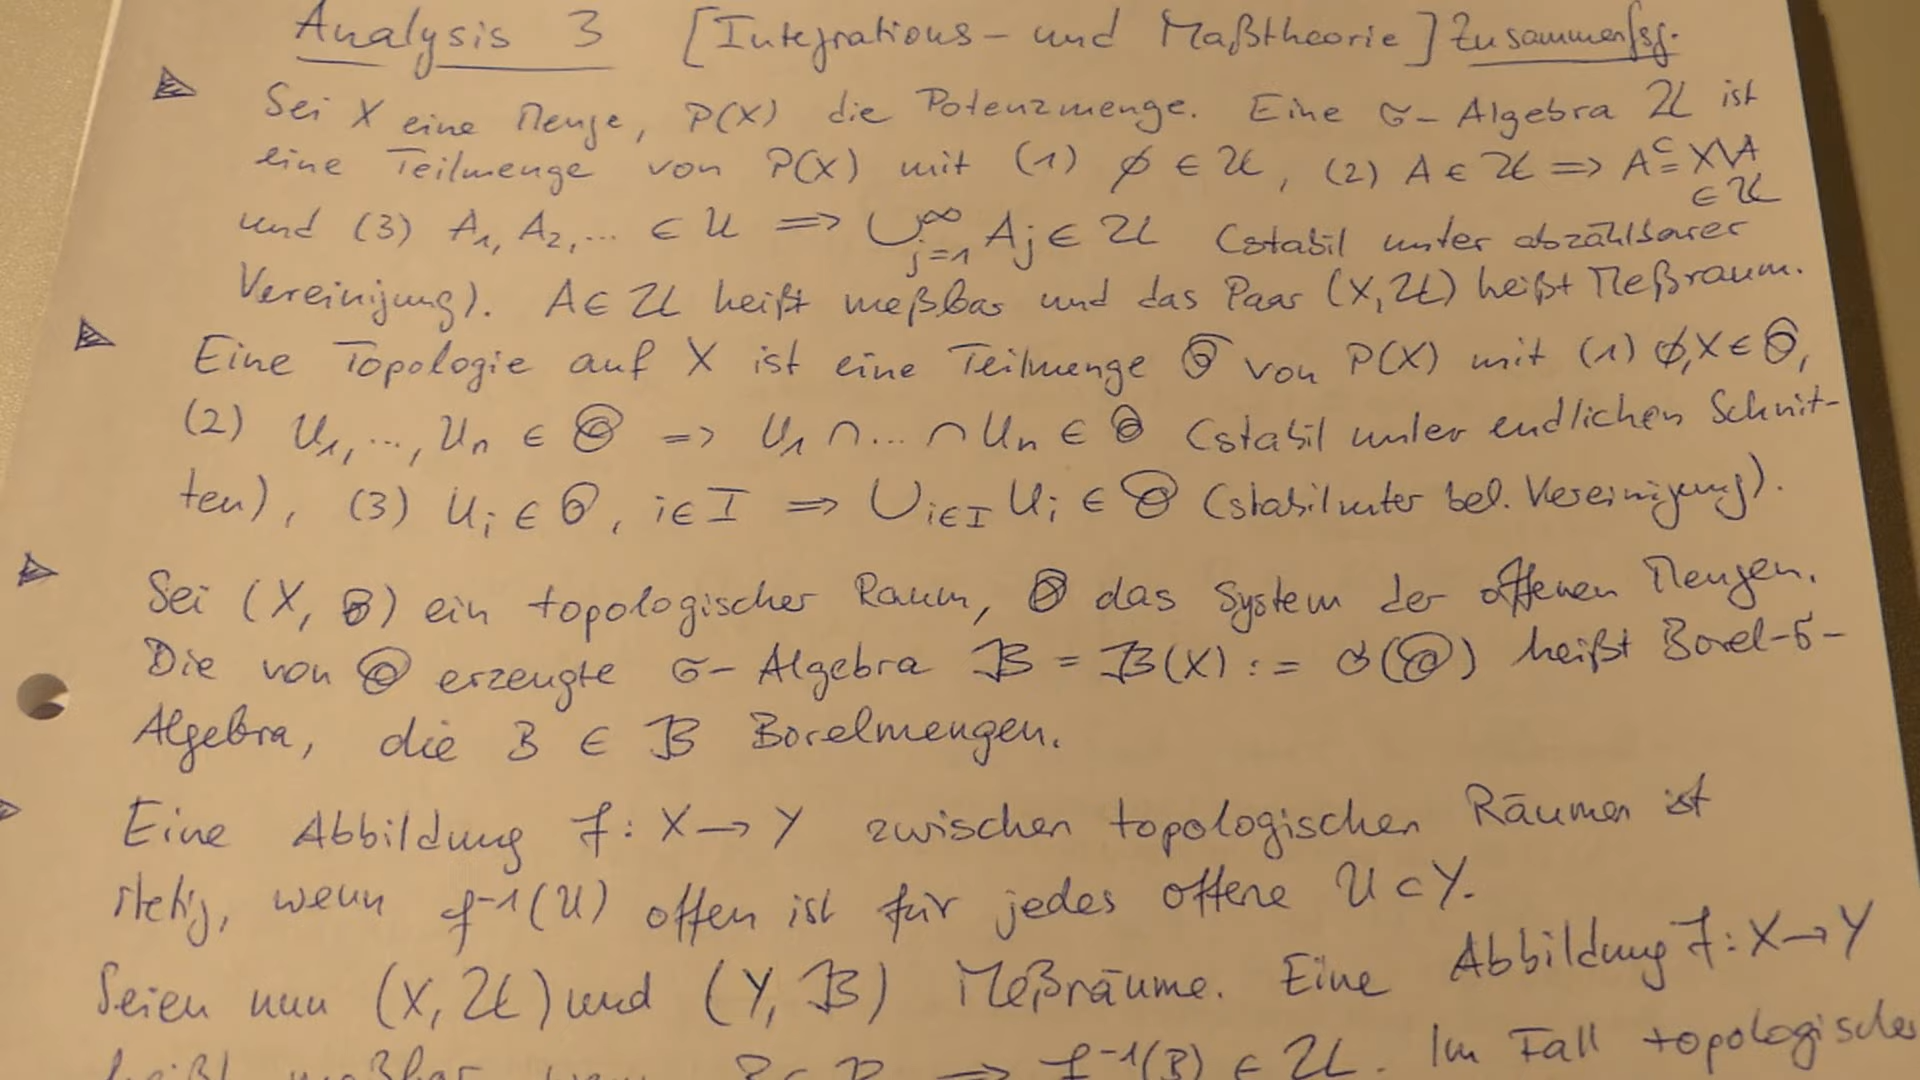 Analysis 3 [Integrations- und Maßtheorie] Zusammenfsg.
Sei X eine Menge, P(X) die Potenzmenge. Eine σ-Algebra 𝔄 ist
eine Teilmenge von P(X) mit (1) ∅ ∈ 𝔄, (2) A ∈ 𝔄 ⇒ Aᶜ = X\A
∈ 𝔄
und (3) A₁, A₂, ... ∈ 𝔄 ⇒ ⋃_{j=1}^∞ Aj ∈ 𝔄 (stabil unter abzählbarer
Vereinigung). A ∈ 𝔄 heißt meßbar und das Paar (X, 𝔄) heißt Meßraum.
Eine Topologie auf X ist eine Teilmenge 𝒪 von P(X) mit (1) ∅, X ∈ 𝒪,
(2) U₁, ..., Uₙ ∈ 𝒪 ⇒ U₁ ∩ ... ∩ Uₙ ∈ 𝒪 (stabil unter endlichen Schnit-
ten), (3) Uᵢ ∈ 𝒪, i ∈ I ⇒ ⋃_{i∈I} Uᵢ ∈ 𝒪 (stabil unter bel. Vereinigung).
Sei (X, 𝒪) ein topologischer Raum, 𝒪 das System der offenen Mengen.
Die von 𝒪 erzeugte σ-Algebra 𝔅 = 𝔅(X) := σ(𝒪) heißt Borel-σ-
Algebra, die B ∈ 𝔅 Borelmengen.
Eine Abbildung f: X → Y zwischen topologischen Räumen ist
stetig, wenn f⁻¹(U) offen ist für jedes offene U ⊂ Y.
Seien nun (X, 𝔄) und (Y, 𝔅) Meßräume. Eine Abbildung f: X → Y
heißt meßbar, wenn B ∈ 𝔅 ⇒ f⁻¹(B) ∈ 𝔄. Im Fall topologischer